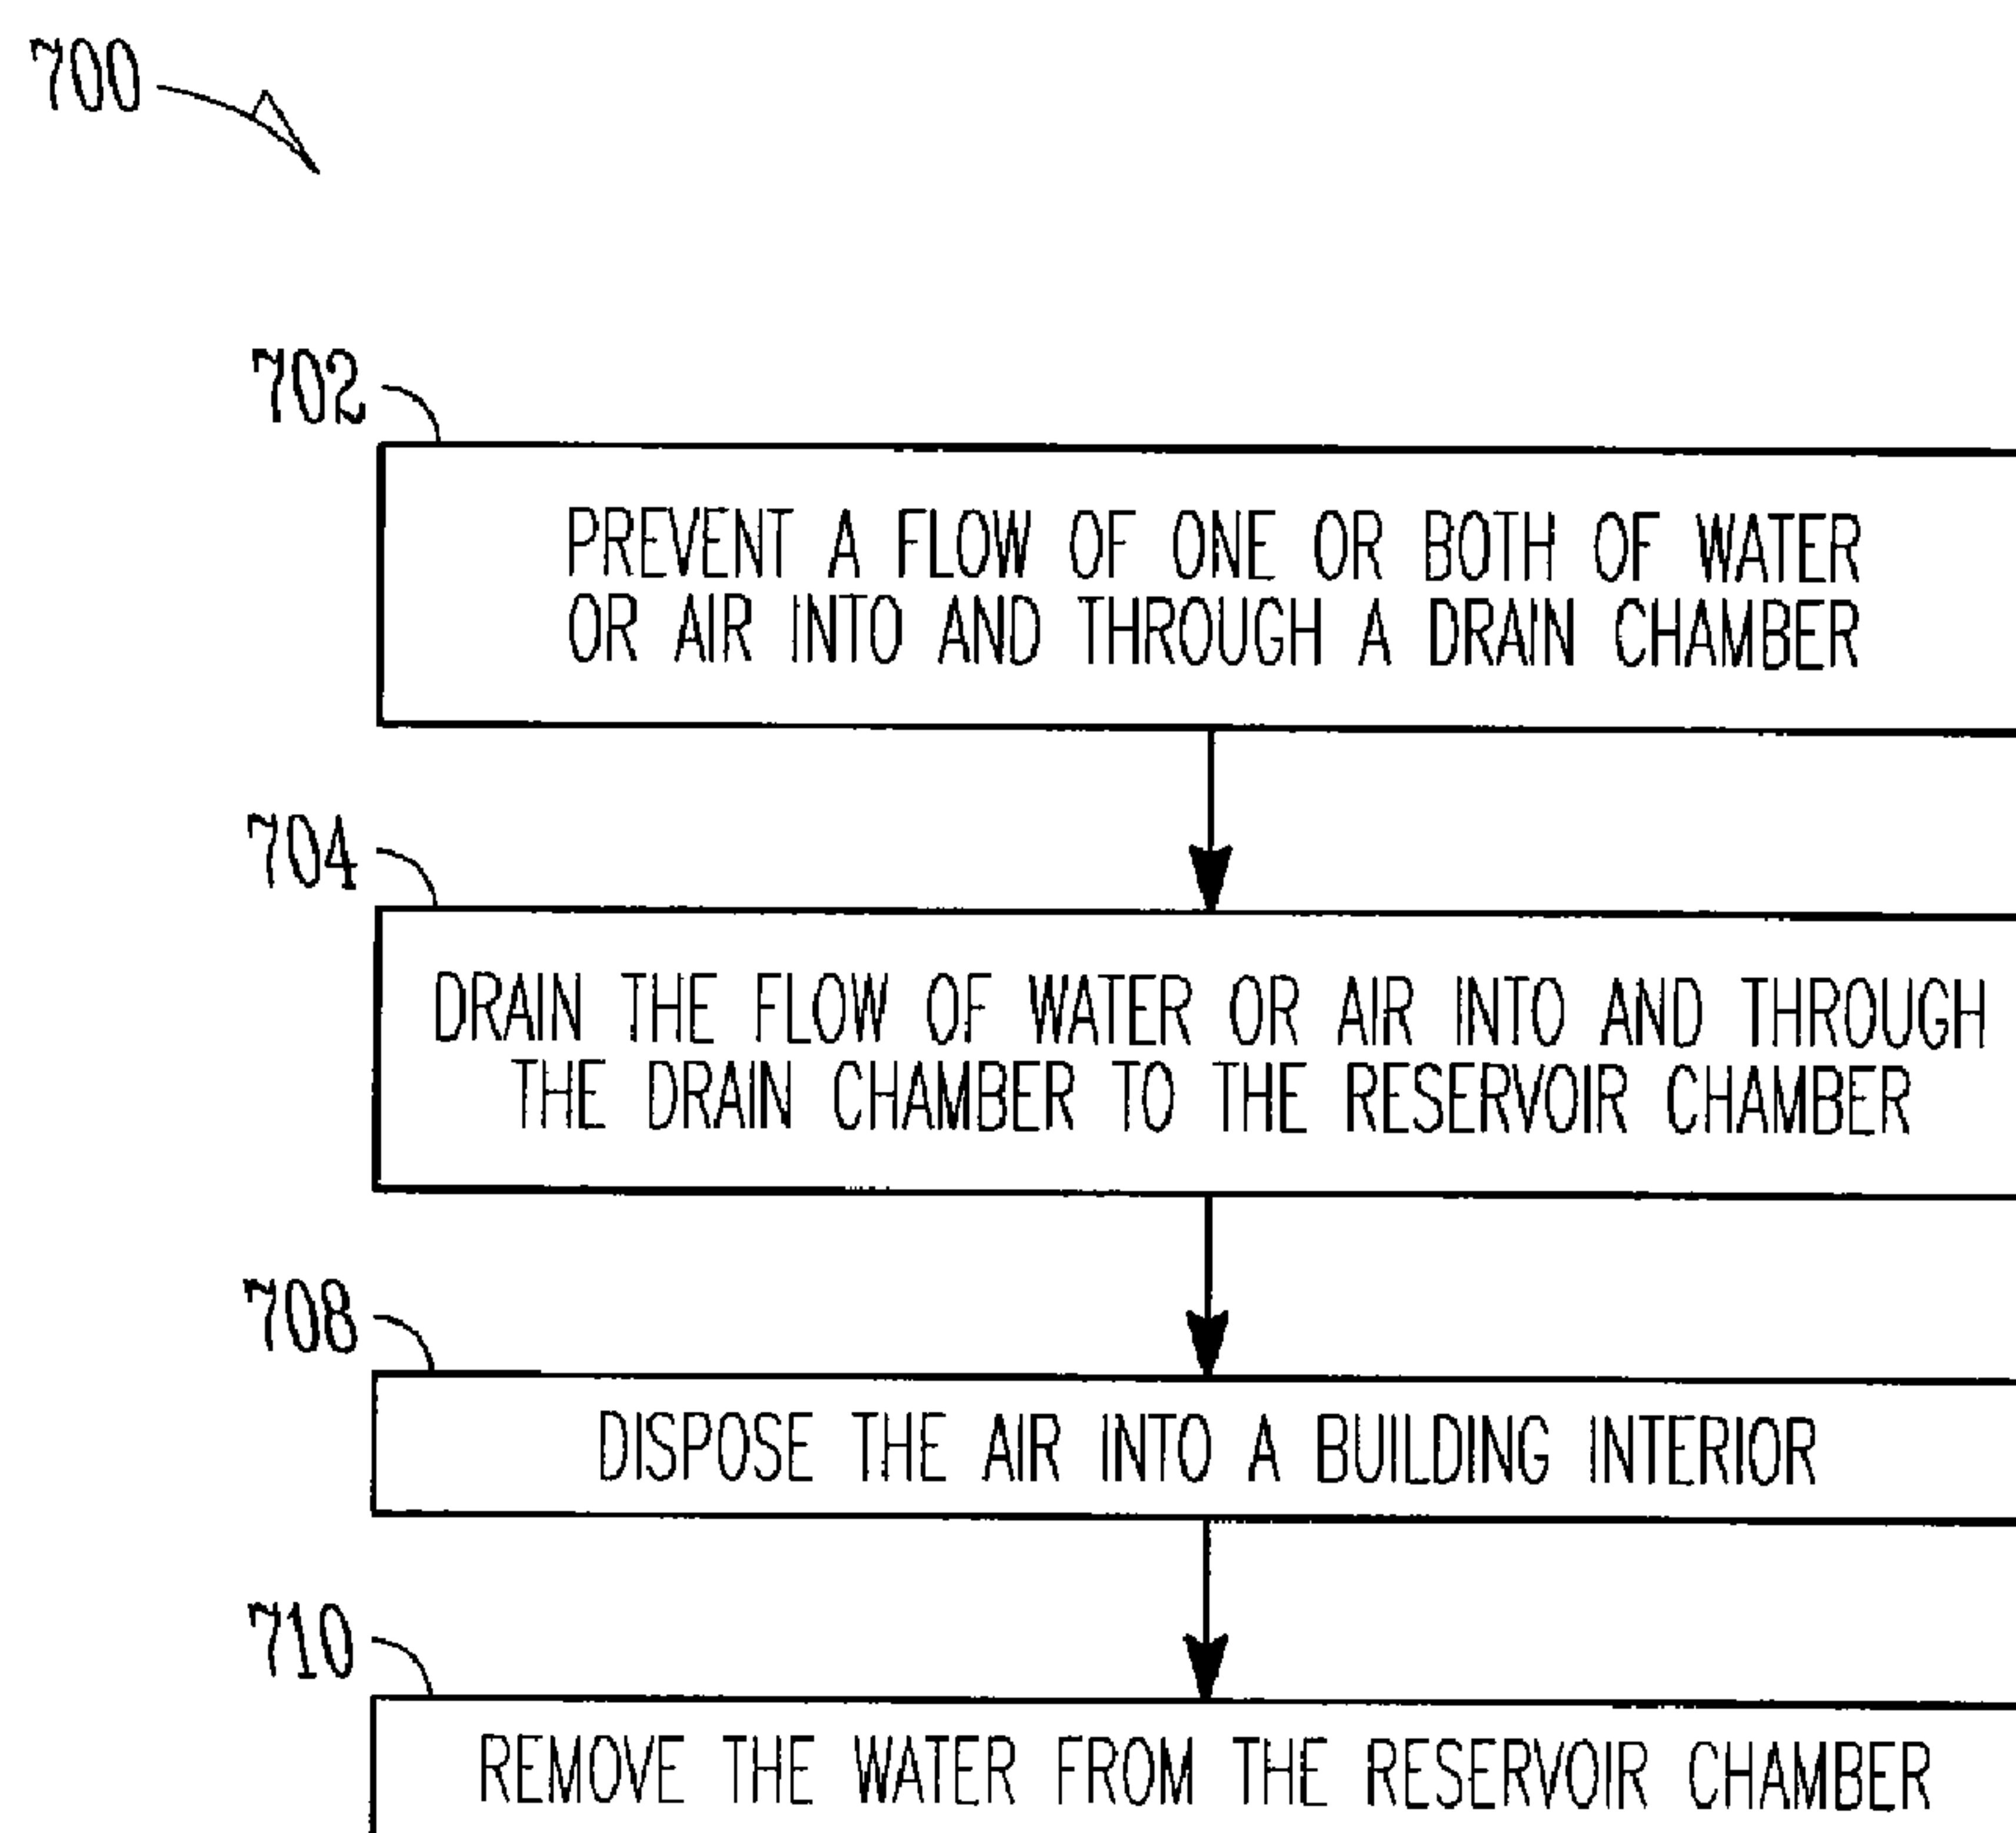 700
702
PREVENT A FLOW OF ONE OR BOTH OF WATER
OR AIR INTO AND THROUGH A DRAIN CHAMBER
704
DRAIN THE FLOW OF WATER OR AIR INTO AND THROUGH
THE DRAIN CHAMBER TO THE RESERVOIR CHAMBER
708
DISPOSE THE AIR INTO A BUILDING INTERIOR
710
REMOVE THE WATER FROM THE RESERVOIR CHAMBER